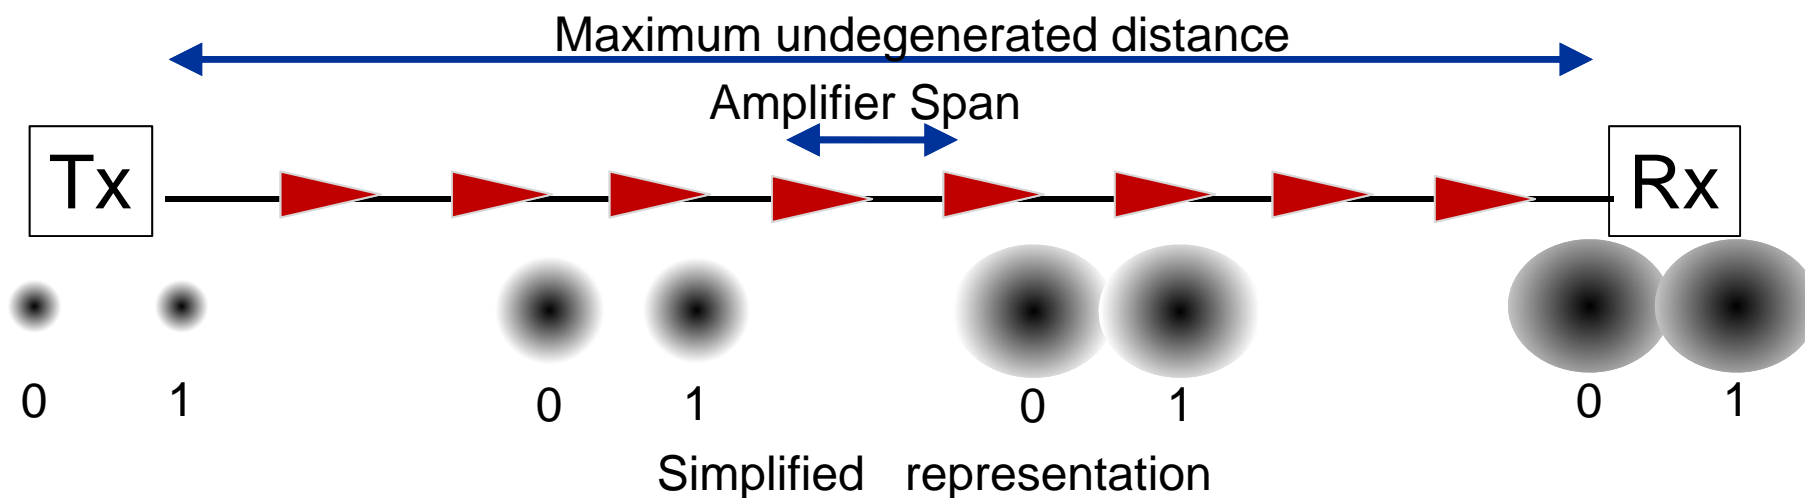 Maximum undegenerated distance
Amplifier Span
Tx
Rx
0 1 0 1 0 1 0 1
Simplified representation